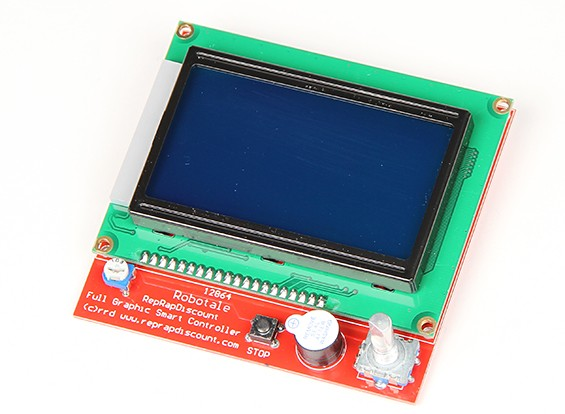 12864
Robotale
RepRapDiscount
Full Graphic Smart Controller
(c)rrd www.reprapdiscount.com
STOP